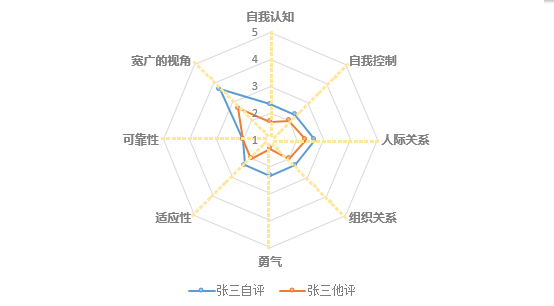 自我认知
5
宽广的视角
自我控制
4
3
2
可靠性
1
人际关系
适应性
组织关系
勇气
张三自评 张三他评